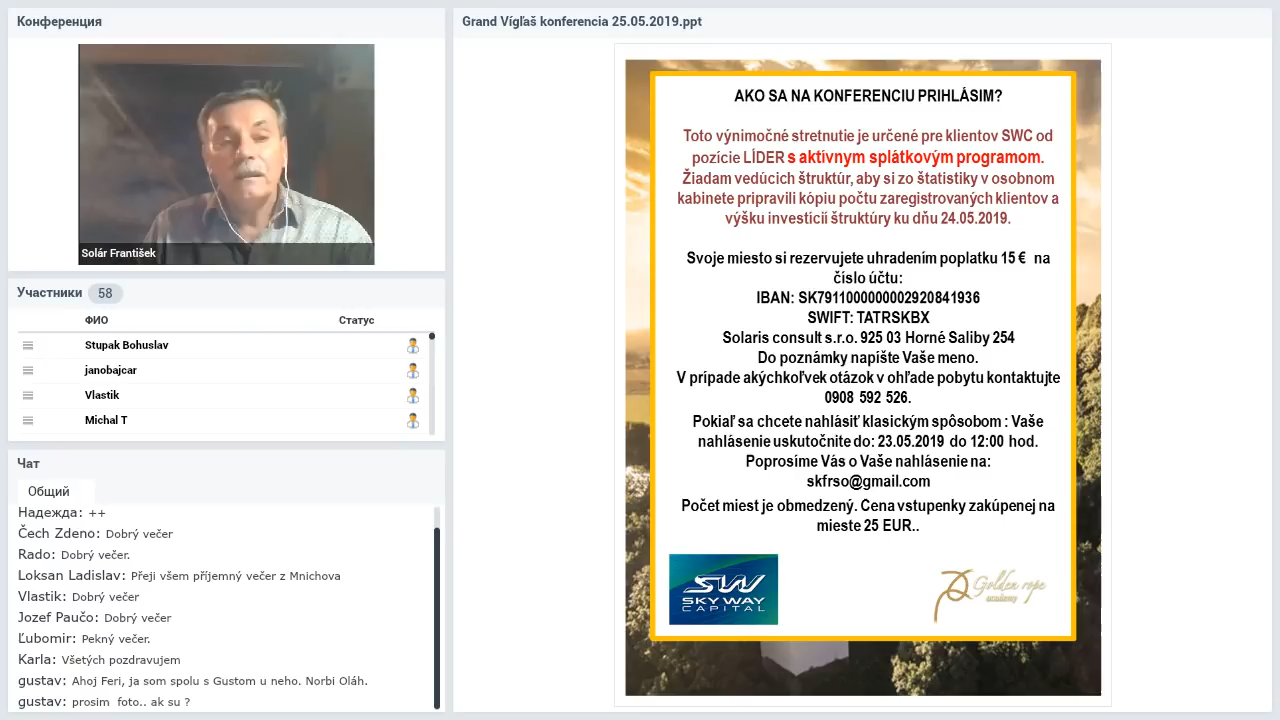 Конференция
Solár František
Участники 58
ФИО Статус
Stupak Bohuslav
janobajcar
Vlastik
Michal T
Чат
Общий
Надежда: ++
Čech Zdeno: Dobrý večer
Rado: Dobrý večer.
Loksan Ladislav: Přeji všem příjemný večer z Mnichova
Vlastik: Dobrý večer
Jozef Paučo: Dobrý večer
Ľubomir: Pekný večer.
Karla: Všetých pozdravujem
gustav: Ahoj Feri, ja som spolu s Gustom u neho. Norbi Oláh.
gustav: prosim foto.. ak su ?
Grand Vígľaš konferencia 25.05.2019.ppt
AKO SA NA KONFERENCIU PRIHLÁSIM?
Toto výnimočné stretnutie je určené pre klientov SWC od
pozície LÍDER s aktívnym splátkovým programom.
Žiadam vedúcich štruktúr, aby si zo štatistiky v osobnom
kabinete pripravili kópiu počtu zaregistrovaných klientov a
výšku investícií štruktúry ku dňu 24.05.2019.
Svoje miesto si rezervujete uhradením poplatku 15 € na
číslo účtu:
IBAN: SK7911000000002920841936
SWIFT: TATRSKBX
Solaris consult s.r.o. 925 03 Horné Saliby 254
Do poznámky napíšte Vaše meno.
V prípade akýchkoľvek otázok v ohľade pobytu kontaktujte
0908 592 526.
Pokiaľ sa chcete nahlásiť klasickým spôsobom : Vaše
nahlásenie uskutočnite do: 23.05.2019 do 12:00 hod.
Poprosíme Vás o Vaše nahlásenie na:
skfrso@gmail.com
Počet miest je obmedzený. Cena vstupenky zakúpenej na
mieste 25 EUR..
SW
SKY WAY
CAPITAL
Golden rope
academy